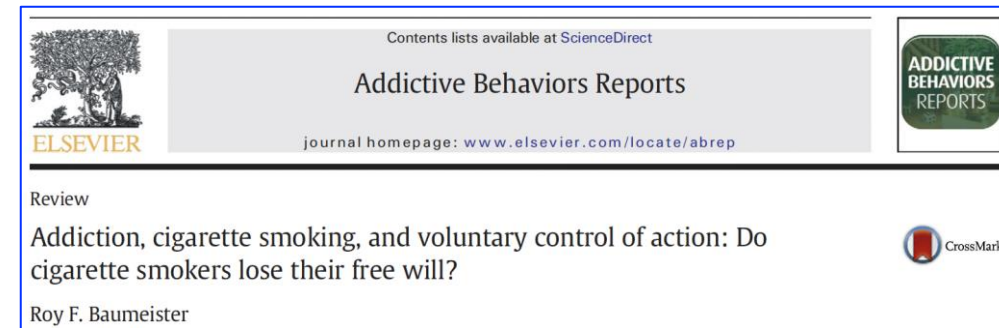 Contents lists available at ScienceDirect
Addictive Behaviors Reports
journal homepage: www.elsevier.com/locate/abrep
ELSEVIER
ADDICTIVE
BEHAVIORS
REPORTS
Review
Addiction, cigarette smoking, and voluntary control of action: Do
cigarette smokers lose their free will?
CrossMark
Roy F. Baumeister